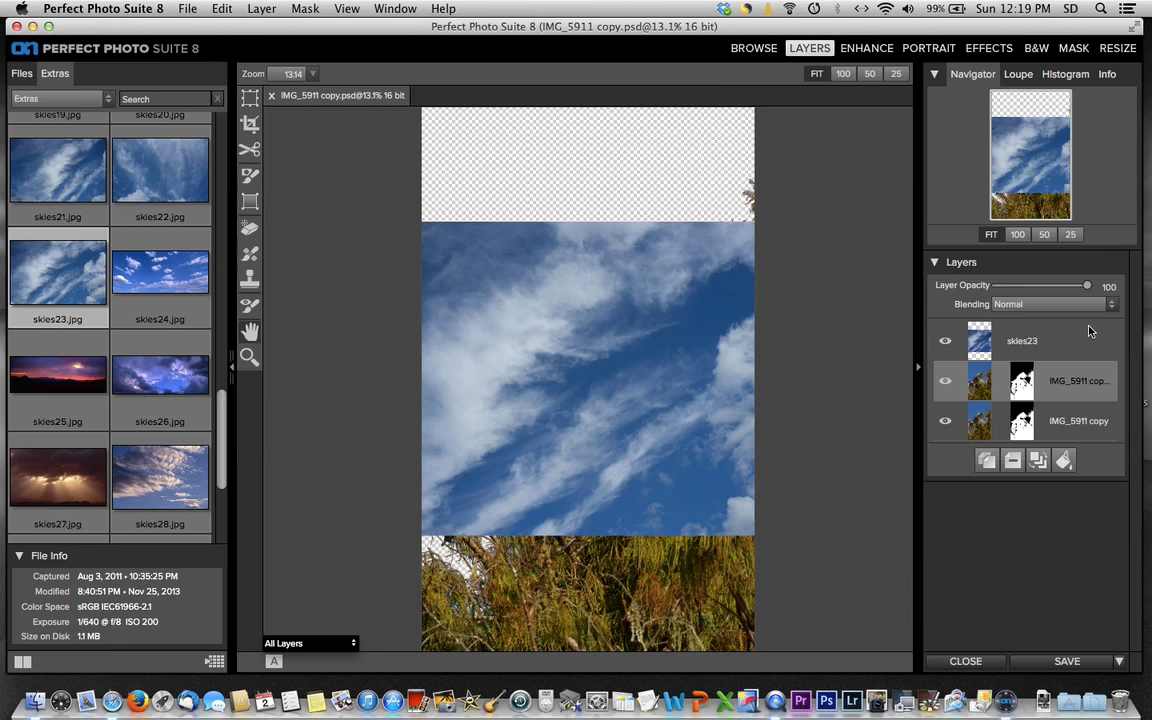 Perfect Photo Suite 8 File Edit Layer Mask View Window Help 99% Sun 12:19 PM SD
Perfect Photo Suite 8 (IMG_5911 copy.psd@13.1% 16 bit)
on PERFECT PHOTO SUITE 8 BROWSE LAYERS ENHANCE PORTRAIT EFFECTS B&W MASK RESIZE
Files Extras Zoom 13.14 FIT 100 50 25 Navigator Loupe Histogram Info
Extras Search X
IMG_5911 copy.psd@13.1% 16 bit
skies19.jpg skies20.jpg
skies21.jpg skies22.jpg
FIT 100 50 25
Layers
Layer Opacity 100
Blending Normal
skies23.jpg skies24.jpg
skies23
IMG_5911 cop...
IMG_5911 copy
skies25.jpg skies26.jpg
skies27.jpg skies28.jpg
File Info
Captured Aug 3, 2011 • 10:35:25 PM
Modified 8:40:51 PM • Nov 25, 2013
Color Space sRGB IEC61966-2.1
Exposure 1/640 @ f/8 ISO 200
Size on Disk 1.1 MB
All Layers
A
CLOSE SAVE
2
W P X Pr Ps Lr on